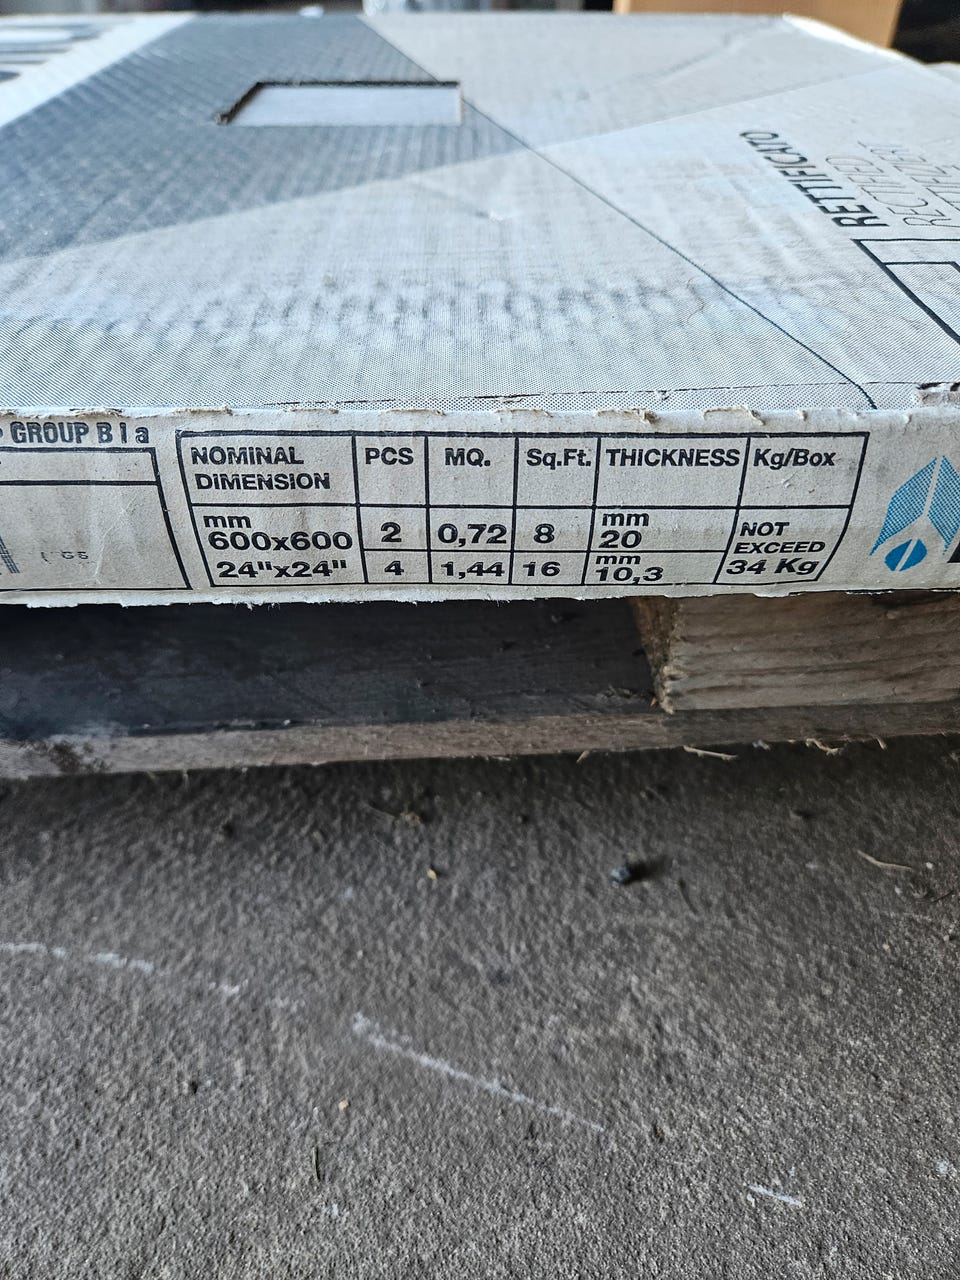 RETTIFICATO
RECTIFIED
GROUP B I a
NOMINAL DIMENSION PCS MQ. Sq.Ft. THICKNESS Kg/Box
mm 600x600 2 0,72 8 mm 20 NOT EXCEED
24"x24" 4 1,44 16 mm 10,3 34 Kg